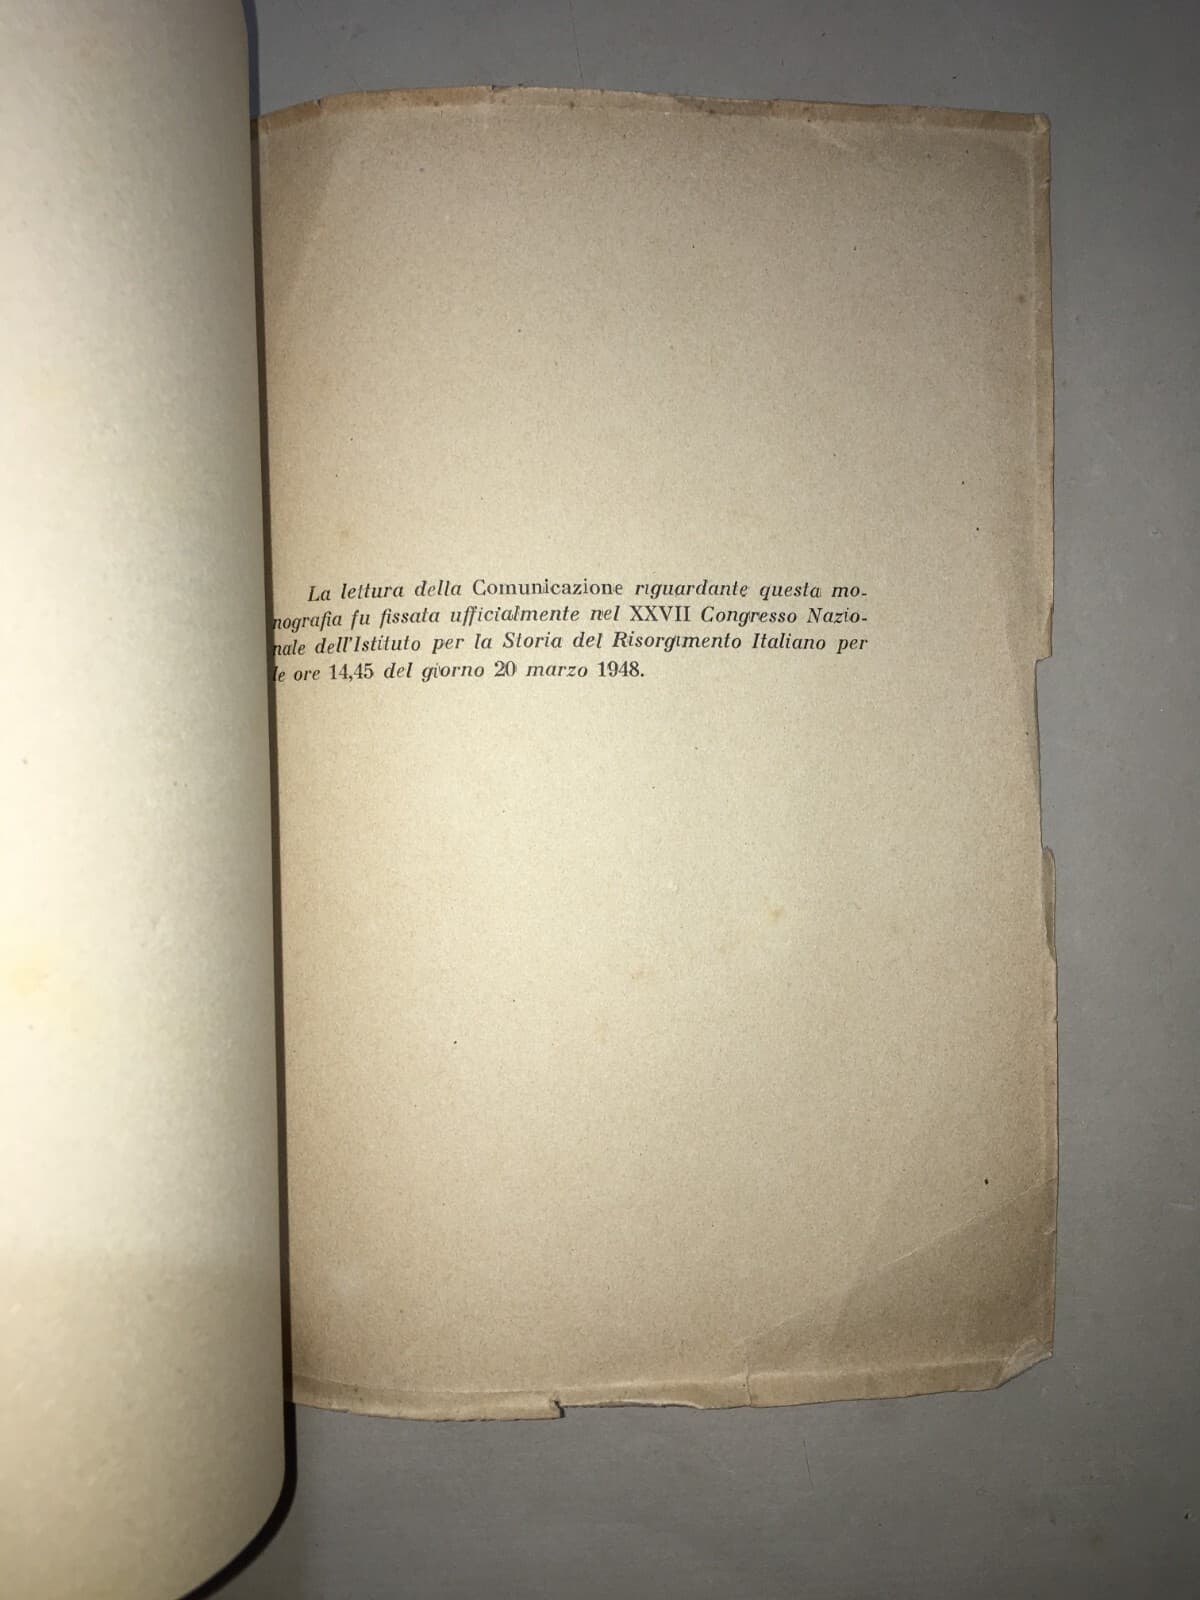 La lettura della Comunicazione riguardante questa mo-
nografia fu fissata ufficialmente nel XXVII Congresso Nazio-
nale dell'Istituto per la Storia del Risorgimento Italiano per
le ore 14,45 del giorno 20 marzo 1948.